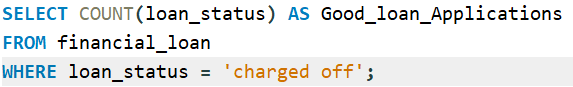 SELECT COUNT(loan_status) AS Good_loan_Applications
FROM financial_loan
WHERE loan_status = 'charged off';